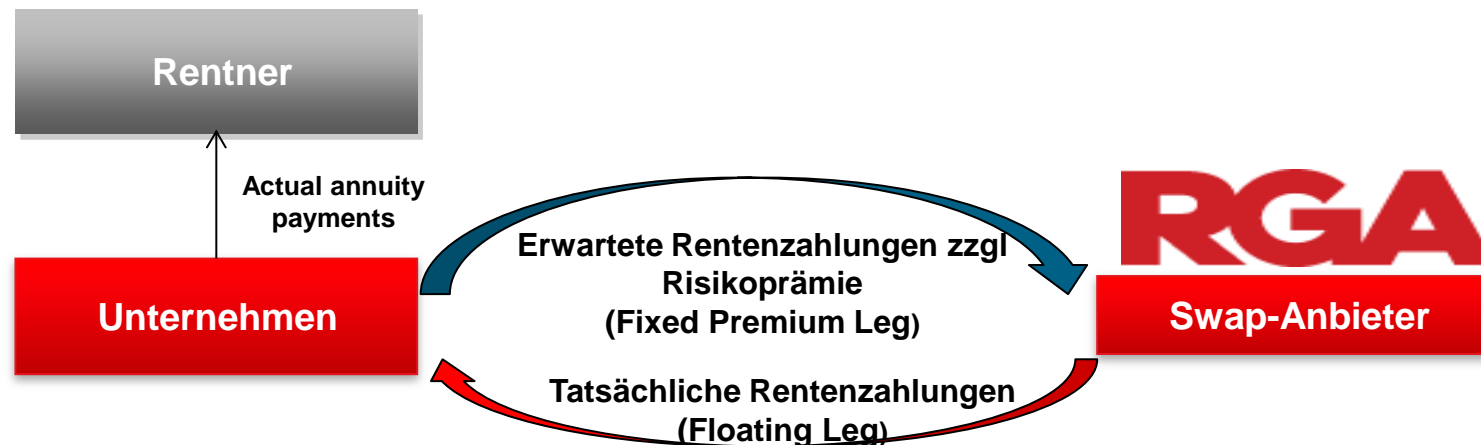 Rentner
Actual annuity
payments
Unternehmen
Erwartete Rentenzahlungen zzgl
Risikoprämie
(Fixed Premium Leg)
Tatsächliche Rentenzahlungen
(Floating Leg)
RGA
Swap-Anbieter